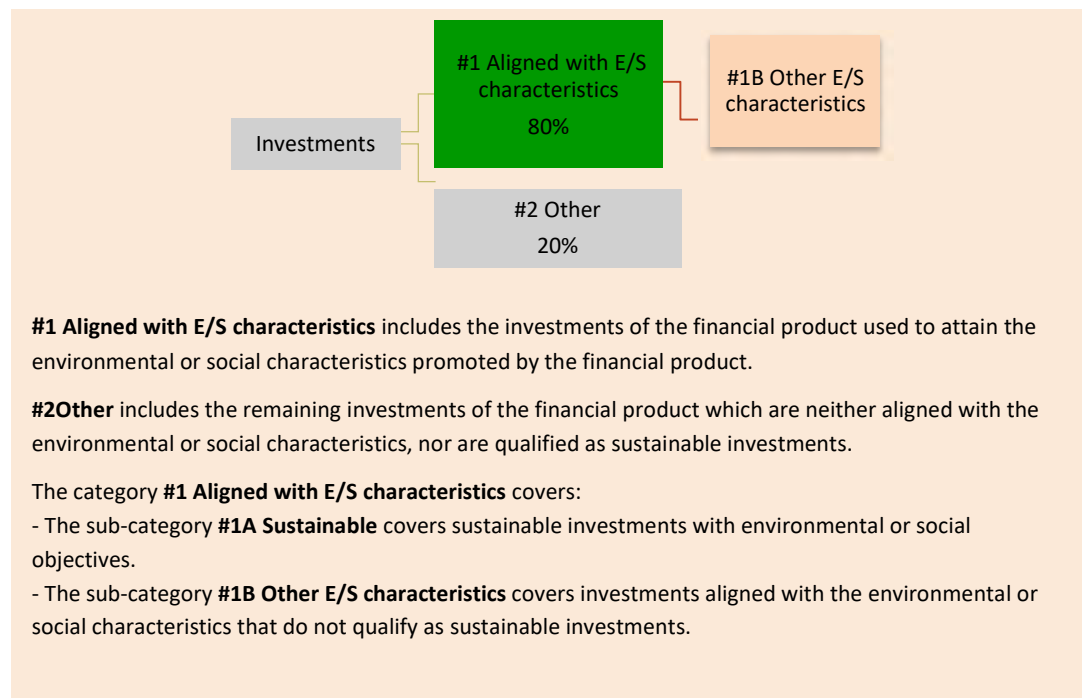 #1 Aligned with E/S
characteristics
80%
#1B Other E/S
characteristics
Investments
#2 Other
20%
#1 Aligned with E/S characteristics includes the investments of the financial product used to attain the
environmental or social characteristics promoted by the financial product.
#2Other includes the remaining investments of the financial product which are neither aligned with the
environmental or social characteristics, nor are qualified as sustainable investments.
The category #1 Aligned with E/S characteristics covers:
- The sub-category #1A Sustainable covers sustainable investments with environmental or social
objectives.
- The sub-category #1B Other E/S characteristics covers investments aligned with the environmental or
social characteristics that do not qualify as sustainable investments.